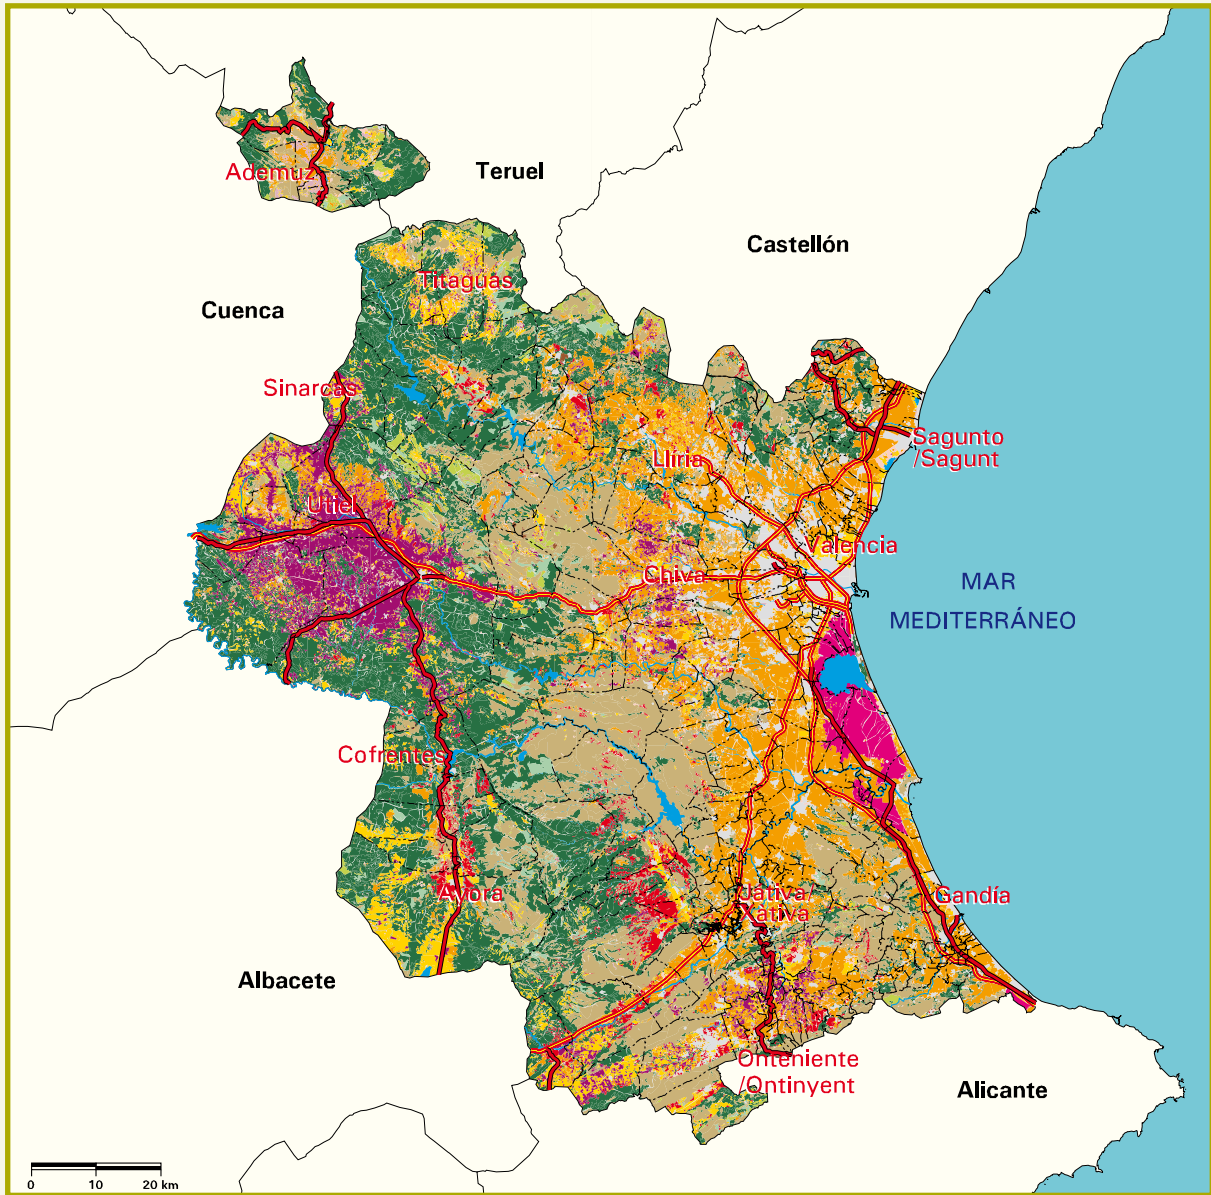 Ademuz
Teruel
Castellón
Titaguas
Cuenca
Sinarcas
Sagunto
/Sagunt
Llíria
Utiel
Valencia
Chiva
MAR
MEDITERRÁNEO
Cofrentes
Ayora
Játiva/
Xátiva
Gandía
Albacete
Onteniente
/Ontinyent
Alicante
0 10 20 km